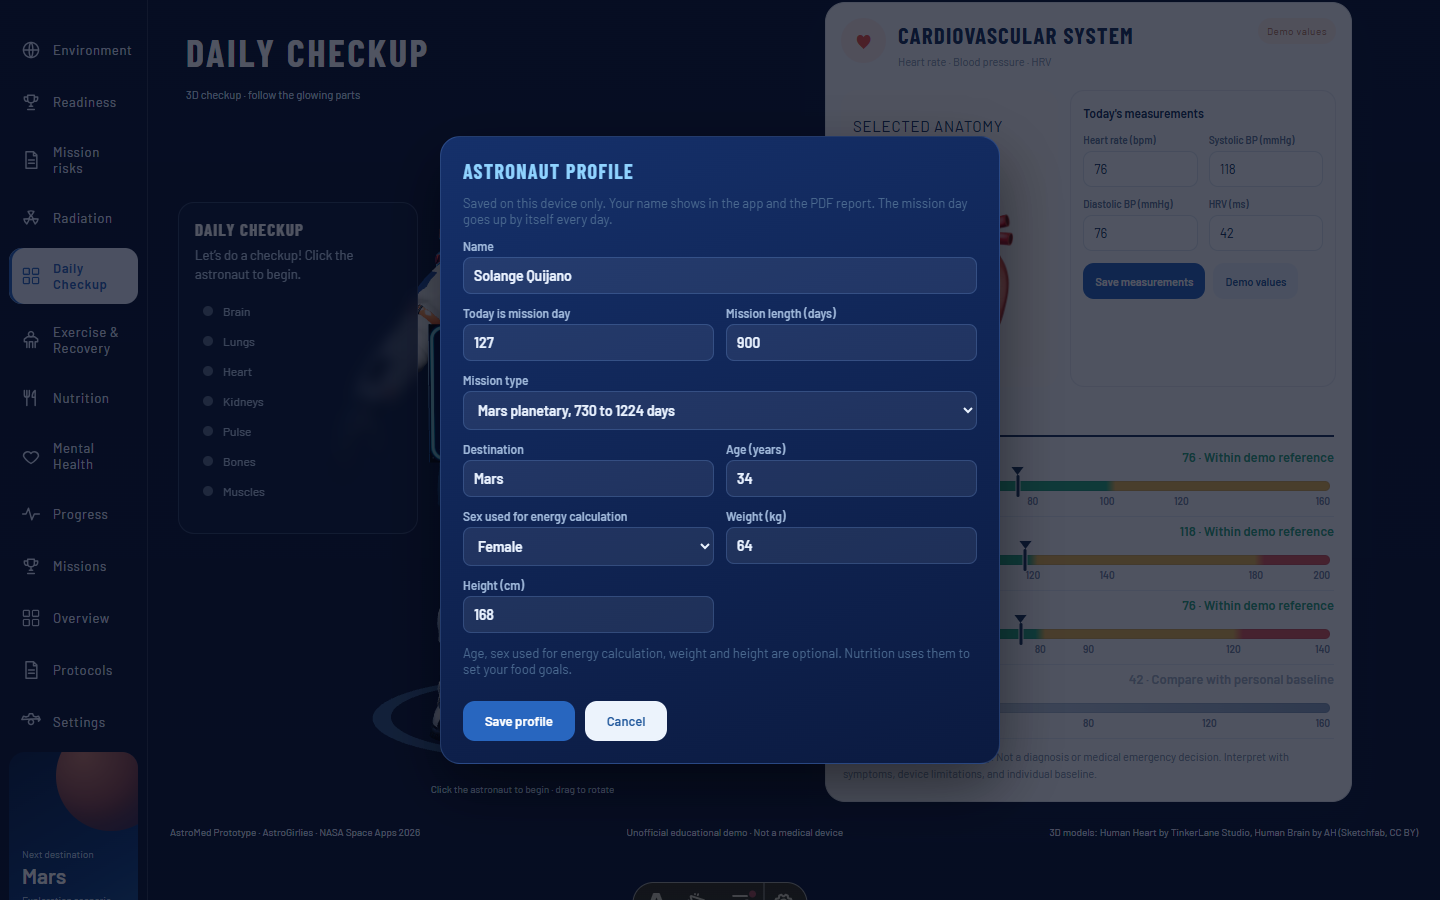 Environment
Readiness
Mission
risks
Radiation
Daily
Checkup
Exercise &
Recovery
Nutrition
Mental
Health
Progress
Missions
Overview
Protocols
Settings
Next destination
Mars
DAILY CHECKUP
3D checkup · follow the glowing parts
DAILY CHECKUP
Let's do a checkup! Click the
astronaut to begin.
Brain
Lungs
Heart
Kidneys
Pulse
Bones
Muscles
Click the astronaut to begin · drag to rotate
ASTRONAUT PROFILE
Saved on this device only. Your name shows in the app and the PDF report. The mission day
goes up by itself every day.
Name
Solange Quijano
Today is mission day
Mission length (days)
127
900
Mission type
Mars planetary, 730 to 1224 days
Destination
Age (years)
Mars
34
Sex used for energy calculation
Weight (kg)
Female
64
Height (cm)
168
Age, sex used for energy calculation, weight and height are optional. Nutrition uses them to
set your food goals.
Save profile
Cancel
CARDIOVASCULAR SYSTEM
Demo values
Heart rate · Blood pressure · HRV
SELECTED ANATOMY
Today's measurements
Heart rate (bpm)
Systolic BP (mmHg)
76
118
Diastolic BP (mmHg)
HRV (ms)
76
42
Save measurements
Demo values
76 · Within demo reference
80 100 120 160
118 · Within demo reference
120 140 180 200
76 · Within demo reference
80 90 120 140
42 · Compare with personal baseline
80 120 160
Not a diagnosis or medical emergency decision. Interpret with
symptoms, device limitations, and individual baseline.
AstroMed Prototype · AstroGirlies · NASA Space Apps 2026
Unofficial educational demo · Not a medical device
3D models: Human Heart by TinkerLane Studio, Human Brain by AH (Sketchfab, CC BY)